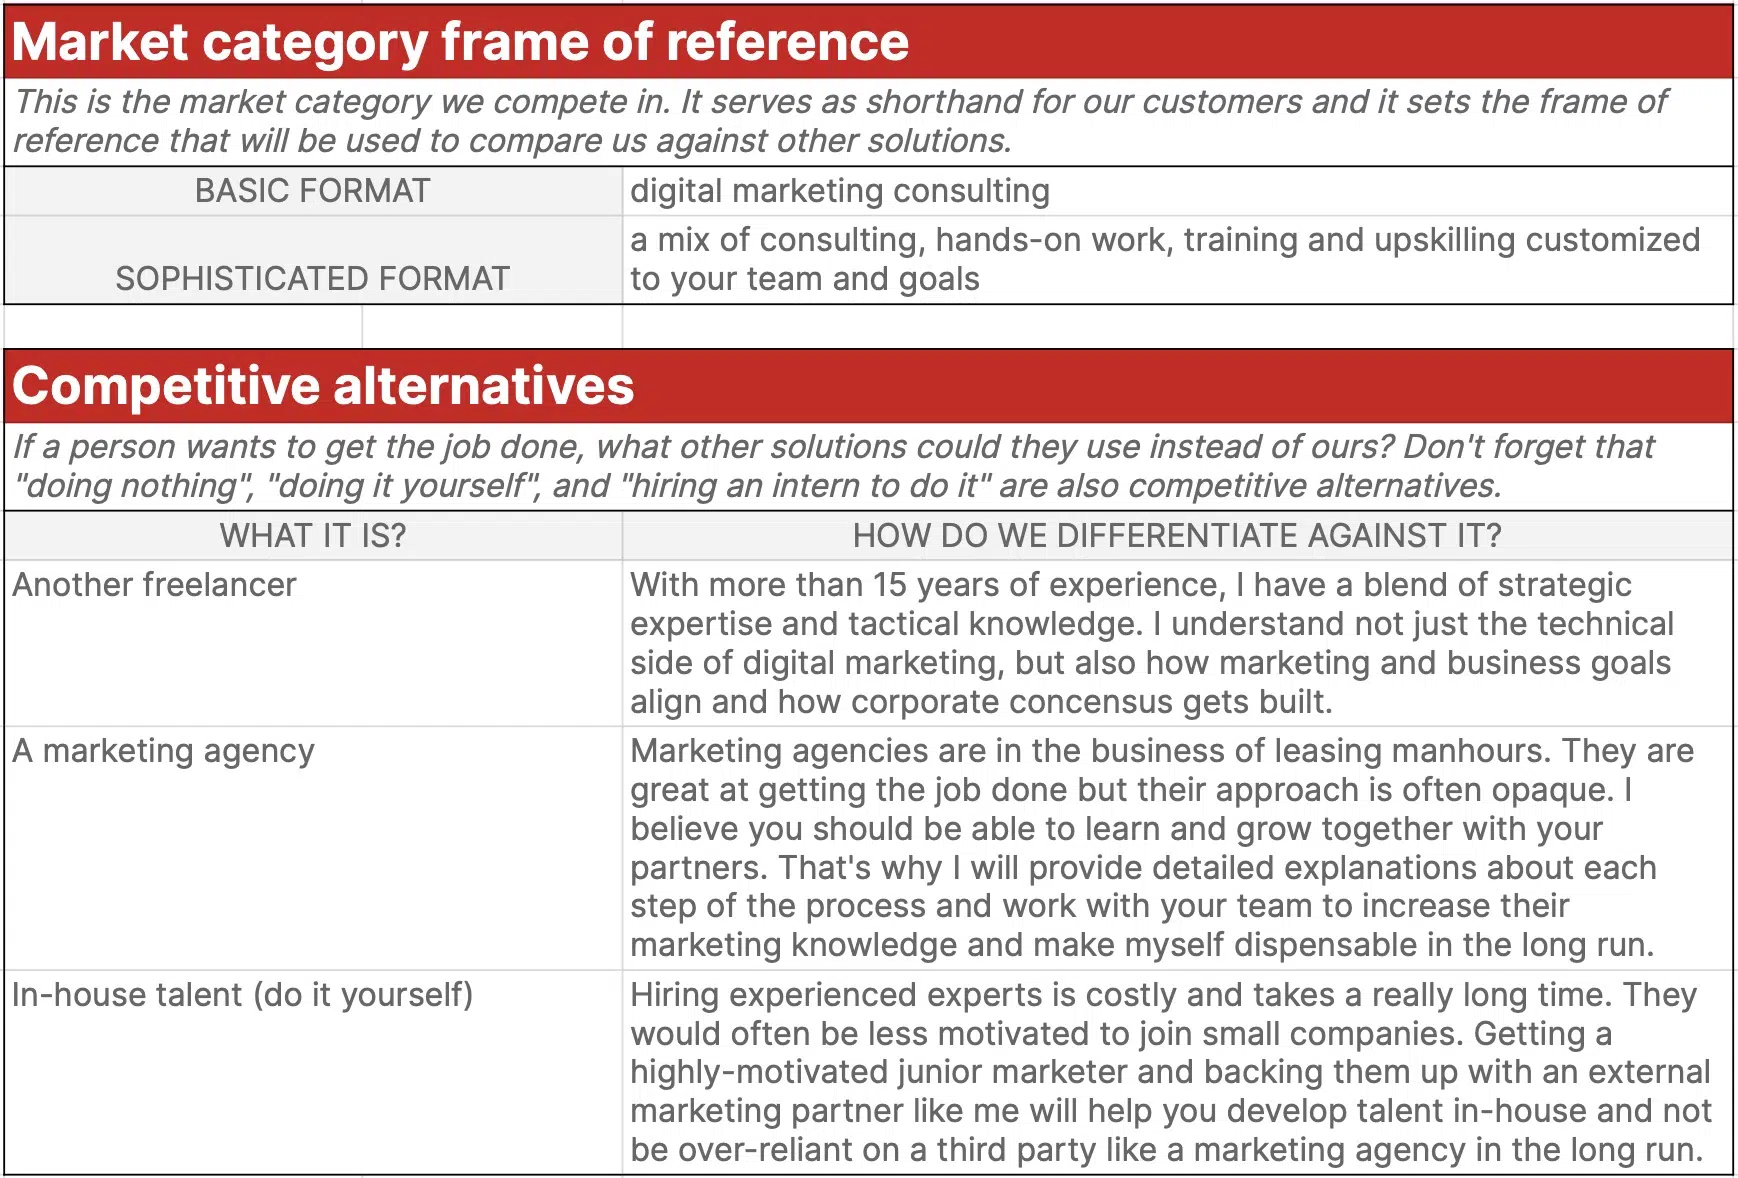 Market category frame of reference
This is the market category we compete in. It serves as shorthand for our customers and it sets the frame of
reference that will be used to compare us against other solutions.
BASIC FORMAT
digital marketing consulting
SOPHISTICATED FORMAT
a mix of consulting, hands-on work, training and upskilling customized
to your team and goals
Competitive alternatives
If a person wants to get the job done, what other solutions could they use instead of ours? Don't forget that
"doing nothing", "doing it yourself", and "hiring an intern to do it" are also competitive alternatives.
WHAT IT IS?
HOW DO WE DIFFERENTIATE AGAINST IT?
Another freelancer
With more than 15 years of experience, I have a blend of strategic
expertise and tactical knowledge. I understand not just the technical
side of digital marketing, but also how marketing and business goals
align and how corporate concensus gets built.
A marketing agency
Marketing agencies are in the business of leasing manhours. They are
great at getting the job done but their approach is often opaque. I
believe you should be able to learn and grow together with your
partners. That's why I will provide detailed explanations about each
step of the process and work with your team to increase their
marketing knowledge and make myself dispensable in the long run.
In-house talent (do it yourself)
Hiring experienced experts is costly and takes a really long time. They
would often be less motivated to join small companies. Getting a
highly-motivated junior marketer and backing them up with an external
marketing partner like me will help you develop talent in-house and not
be over-reliant on a third party like a marketing agency in the long run.